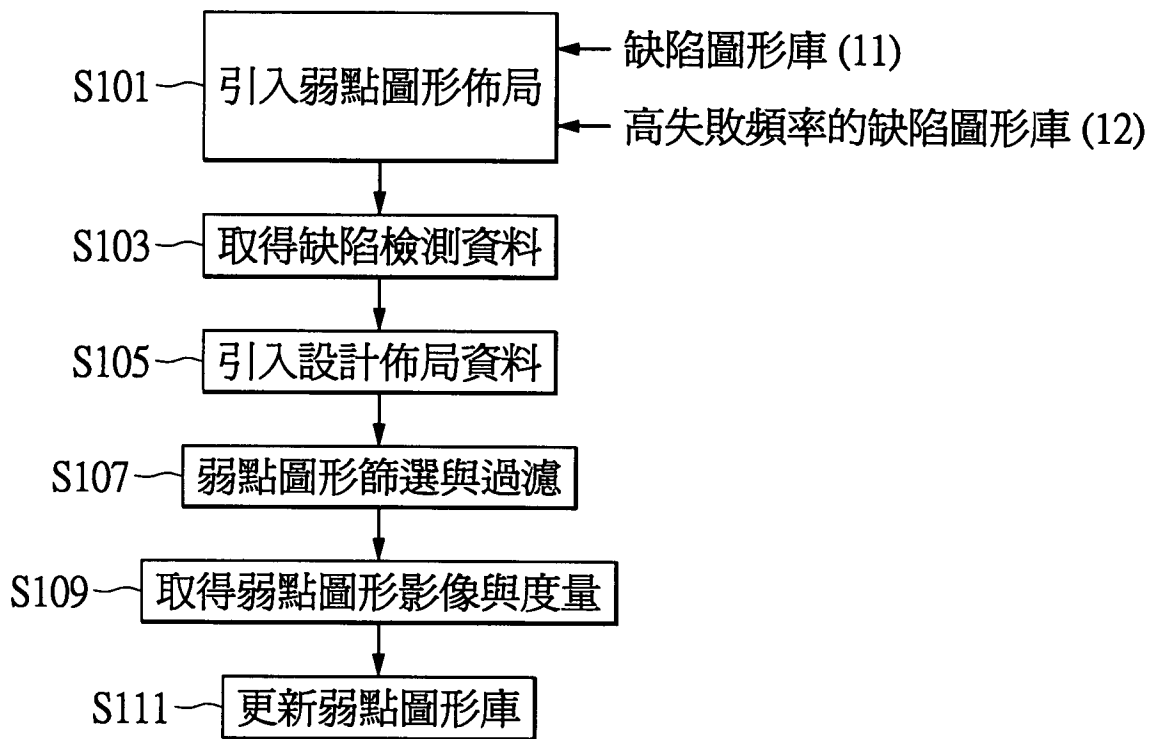 缺陷圖形庫 (11)
S101 引入弱點圖形佈局
高失敗頻率的缺陷圖形庫 (12)
S103 取得缺陷檢測資料
S105 引入設計佈局資料
S107 弱點圖形篩選與過濾
S109 取得弱點圖形影像與度量
S111 更新弱點圖形庫